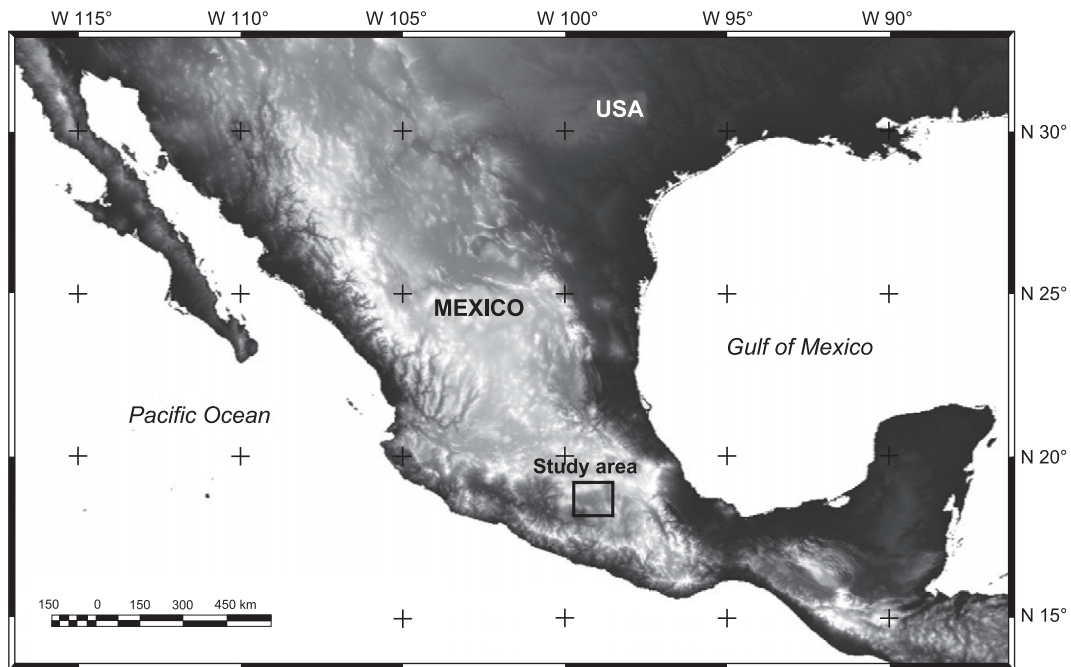 W 115° W 110° W 105° W 100° W 95° W 90°
USA
N 30°
MEXICO
N 25°
Gulf of Mexico
Pacific Ocean
Study area
N 20°
150 0 150 300 450 km
N 15°